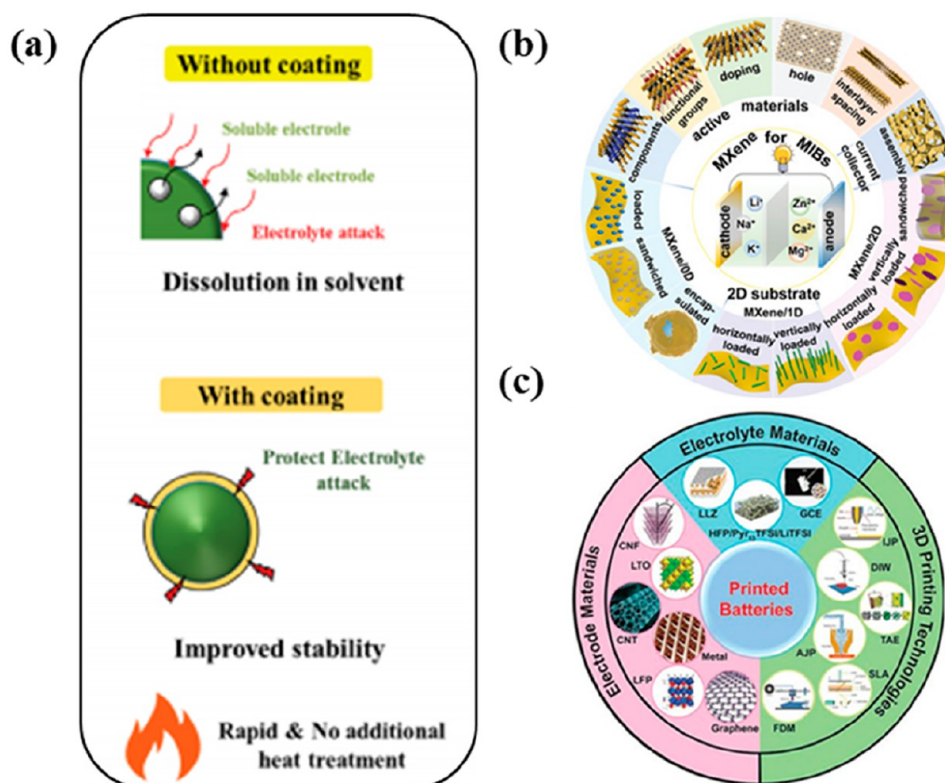 (a)
Without coating
Soluble electrode
Soluble electrode
Electrolyte attack
Dissolution in solvent
With coating
Protect Electrolyte
attack
Improved stability
Rapid & No additional
heat treatment
(b)
components
functional
groups
doping
hole
interlayer
spacing
assembly
active materials
current
collector
MXene for MIBs
cathode
anode
Li⁺
Na⁺
K⁺
Zn²⁺
Ca²⁺
Mg²⁺
2D substrate
MXene/0D
loaded
sandwiched
encap-
sulated
MXene/1D
horizontally
loaded
vertically
loaded
MXene/2D
horizontally
loaded
vertically
loaded
sandwiched
(c)
Electrolyte Materials
LLZ
HFP/Pyr₁₃TFSI/LiTFSI
GCE
Electrode Materials
CNF
LTO
CNT
Metal
LFP
Graphene
Printed
Batteries
3D Printing Technologies
IJP
DIW
TAE
AJP
SLA
FDM